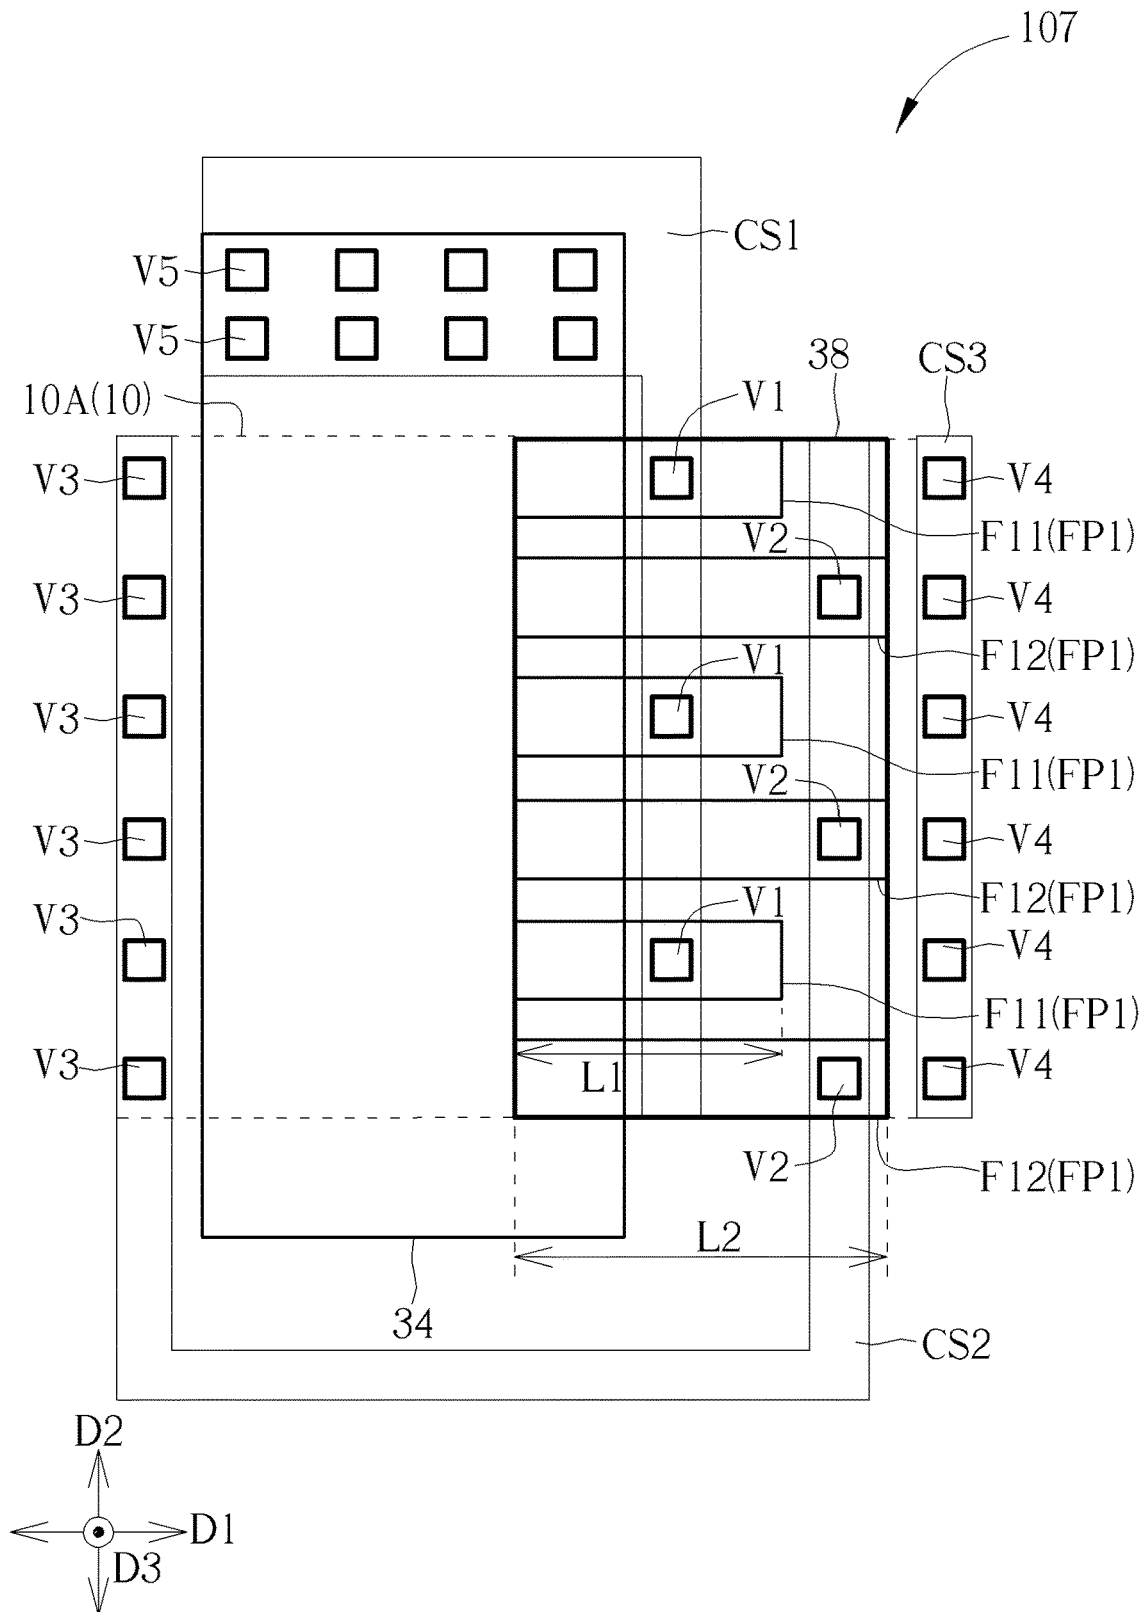 107
CS1
V5
V5
38
CS3
10A(10)
V1
V3
V4
F11(FP1)
V2
V3
V4
F12(FP1)
V1
V3
V4
F11(FP1)
V2
V3
V4
F12(FP1)
V1
V3
V4
F11(FP1)
V3
L1
V4
V2
F12(FP1)
L2
34
CS2
D2
D1
D3